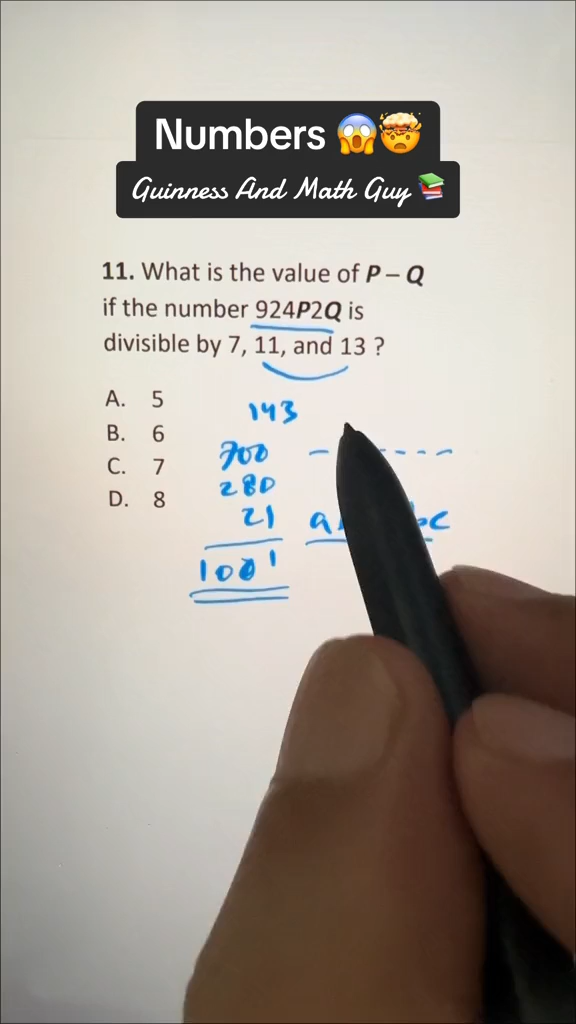 Numbers 😱🤯
Guinness And Math Guy 📚
11. What is the value of P – Q
if the number 924P2Q is
divisible by 7, 11, and 13 ?
A. 5
B. 6
C. 7
D. 8
143
700
280
21
1001